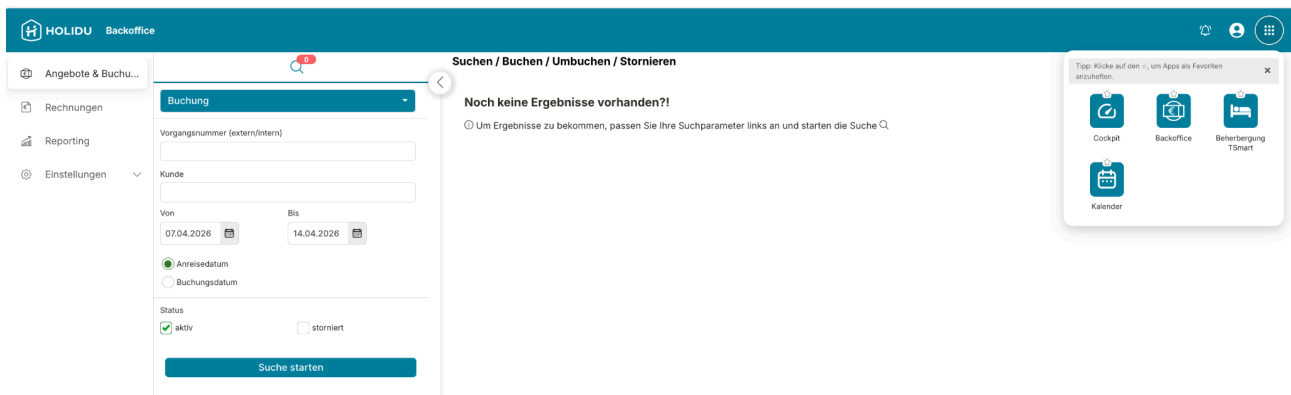 HOLIDU Backoffice
Angebote & Buchu...
Rechnungen
Reporting
Einstellungen
0
Buchung
Vorgangsnummer (extern/intern)
Kunde
Von Bis
07.04.2026 14.04.2026
Anreisedatum
Buchungsdatum
Status
aktiv storniert
Suche starten
Suchen / Buchen / Umbuchen / Stornieren
Noch keine Ergebnisse vorhanden?!
Um Ergebnisse zu bekommen, passen Sie Ihre Suchparameter links an und starten die Suche
Tipp: Klicke auf den ☆, um Apps als Favoriten
anzuheften.
Cockpit Backoffice Beherbergung
TSmart
Kalender